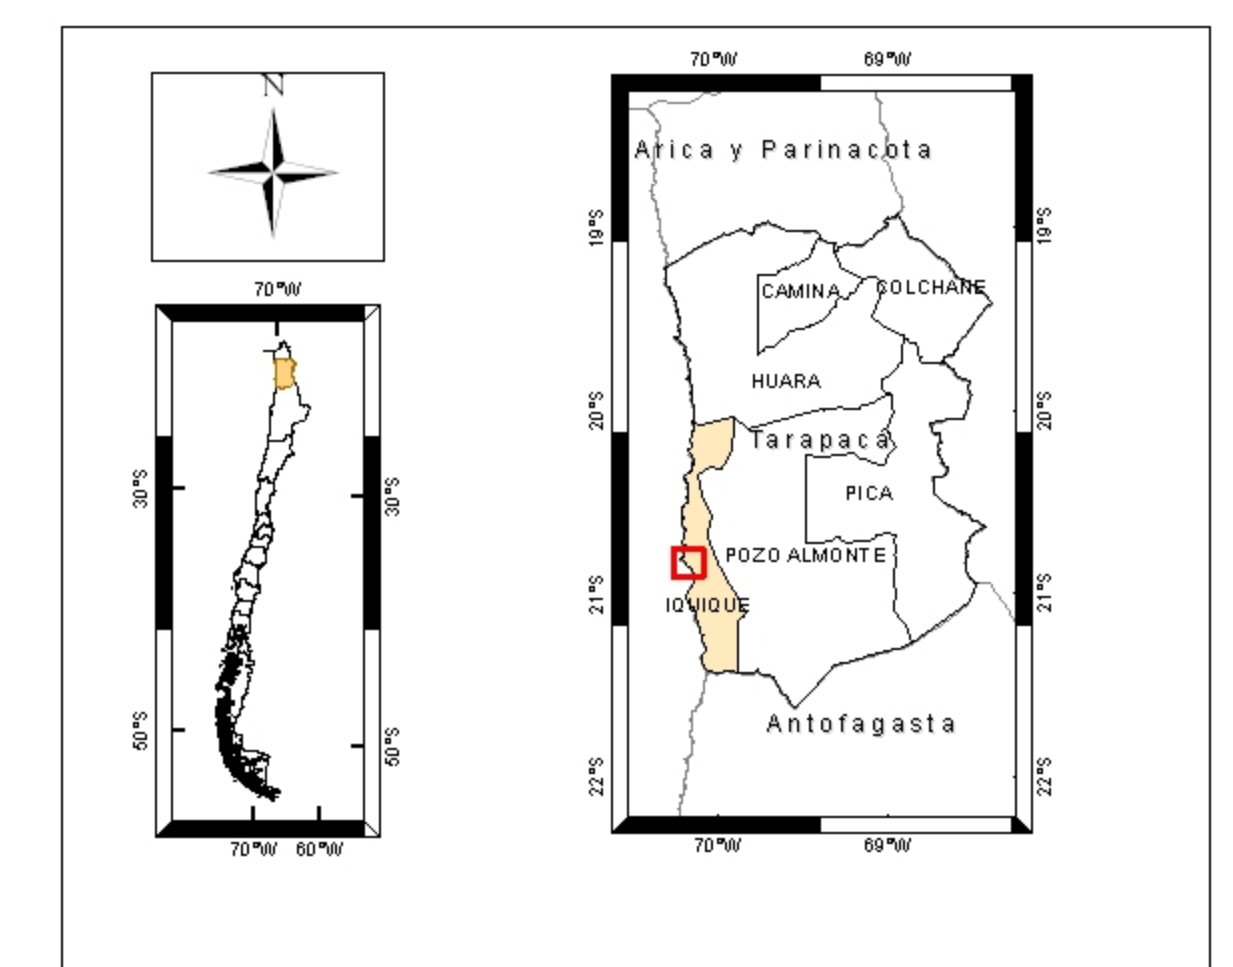 N
70°W
30°S
30°S
50°S
50°S
70°W 60°W
70°W 69°W
Arica y Parinacota
19°S
19°S
CAMINA
COLCHANE
HUARA
20°S
20°S
Tarapaca
PICA
POZO ALMONTE
IQUIQUE
21°S
21°S
Antofagasta
22°S
22°S
70°W 69°W